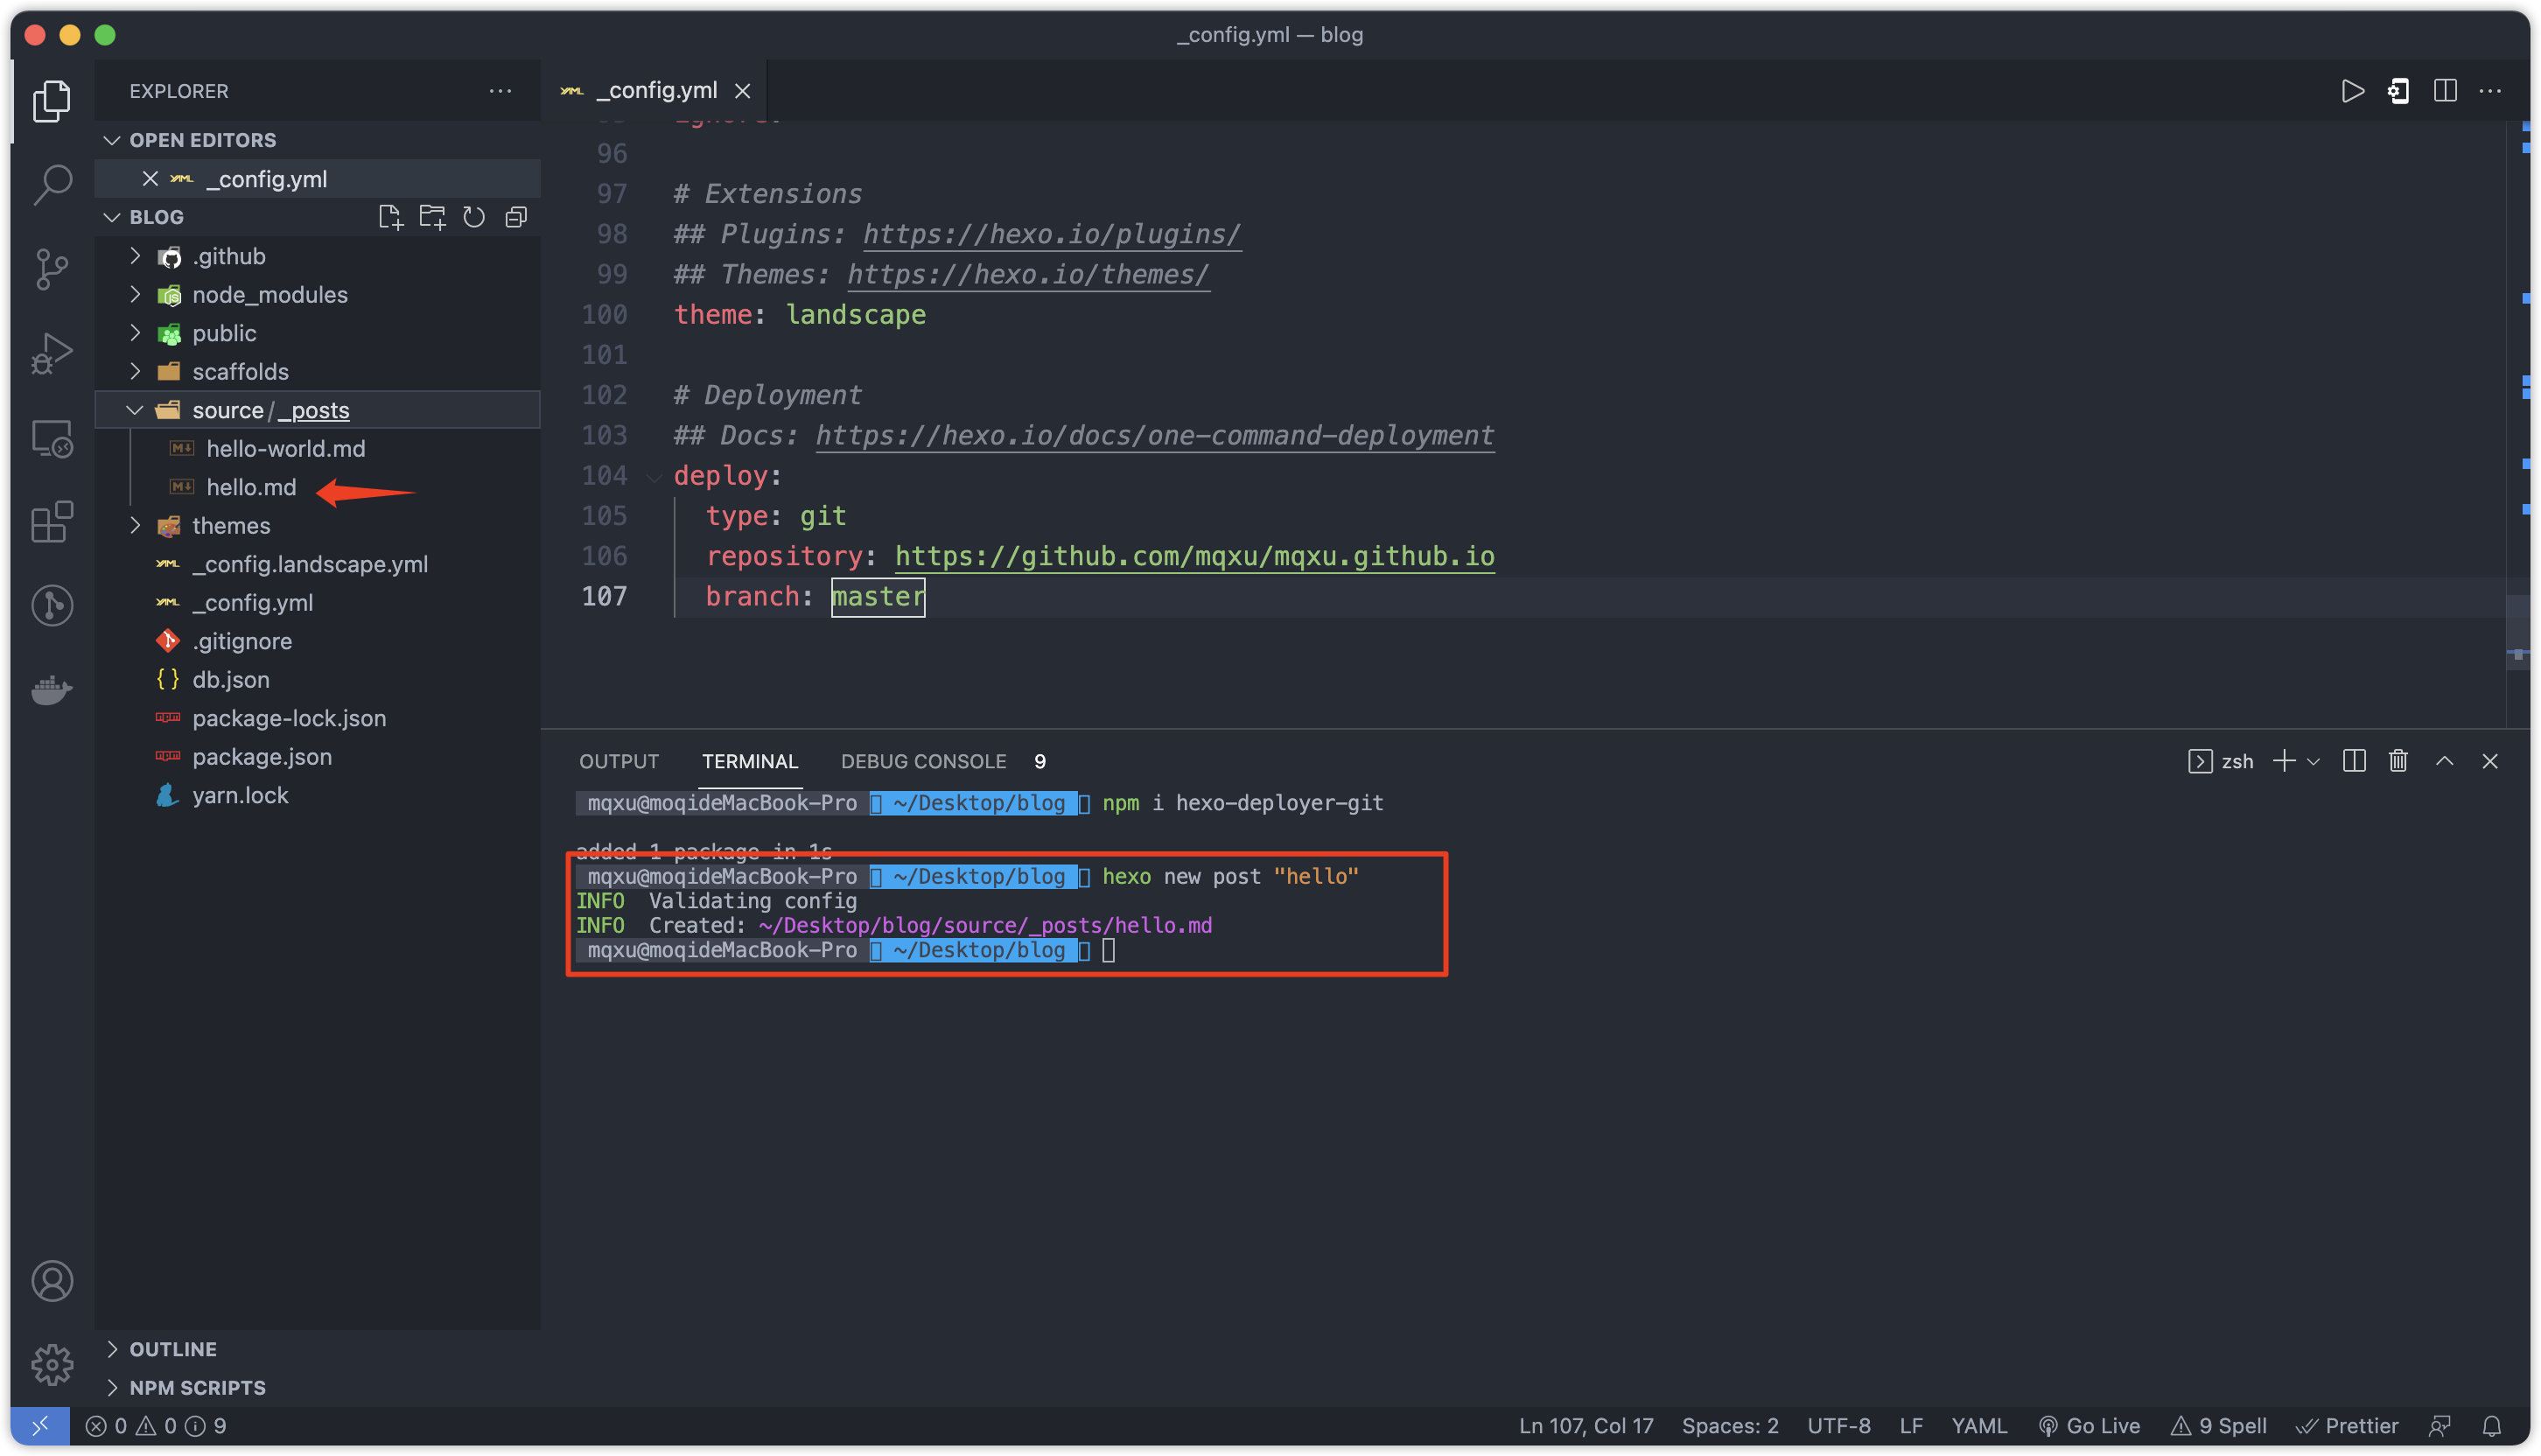 _config.yml — blog
EXPLORER
OPEN EDITORS
_config.yml
BLOG
.github
node_modules
public
scaffolds
source/_posts
hello-world.md
hello.md
themes
_config.landscape.yml
_config.yml
.gitignore
db.json
package-lock.json
package.json
yarn.lock
OUTLINE
NPM SCRIPTS
_config.yml
96
97 # Extensions
98 ## Plugins: https://hexo.io/plugins/
99 ## Themes: https://hexo.io/themes/
100 theme: landscape
101
102 # Deployment
103 ## Docs: https://hexo.io/docs/one-command-deployment
104 deploy:
105 type: git
106 repository: https://github.com/mqxu/mqxu.github.io
107 branch: master
OUTPUT TERMINAL DEBUG CONSOLE 9 zsh
mqxu@moqideMacBook-Pro ~/Desktop/blog npm i hexo-deployer-git
added 1 package in 1s
mqxu@moqideMacBook-Pro ~/Desktop/blog hexo new post "hello"
INFO Validating config
INFO Created: ~/Desktop/blog/source/_posts/hello.md
mqxu@moqideMacBook-Pro ~/Desktop/blog
0 0 9 Ln 107, Col 17 Spaces: 2 UTF-8 LF YAML Go Live 9 Spell Prettier